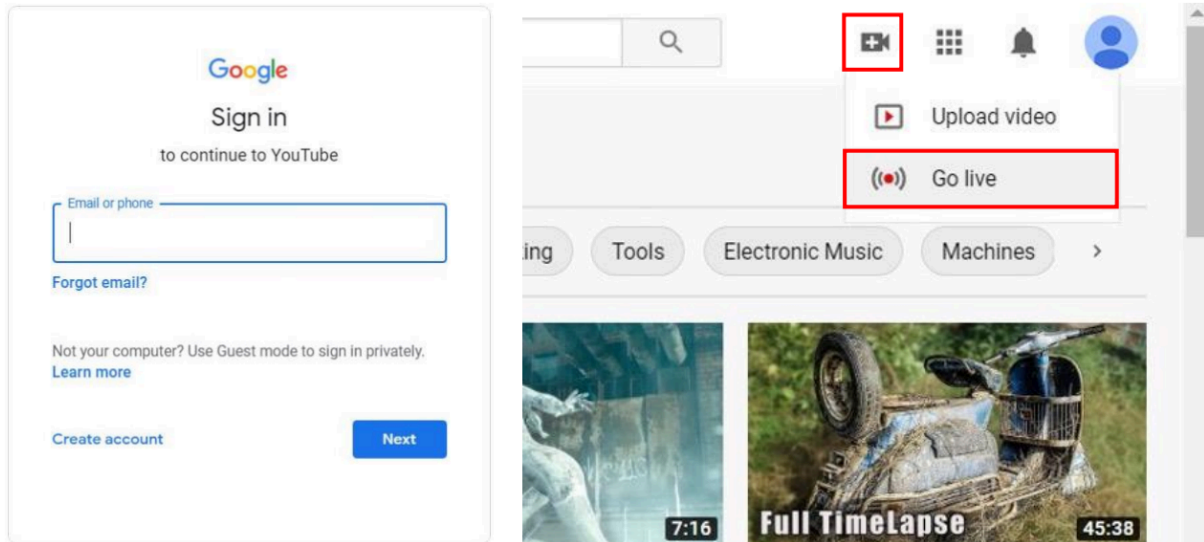 Google
Sign in
to continue to YouTube
Email or phone
Forgot email?
Not your computer? Use Guest mode to sign in privately.
Learn more
Create account
Next
Upload video
Go live
Tools
Electronic Music
Machines
7:16
Full TimeLapse
45:38